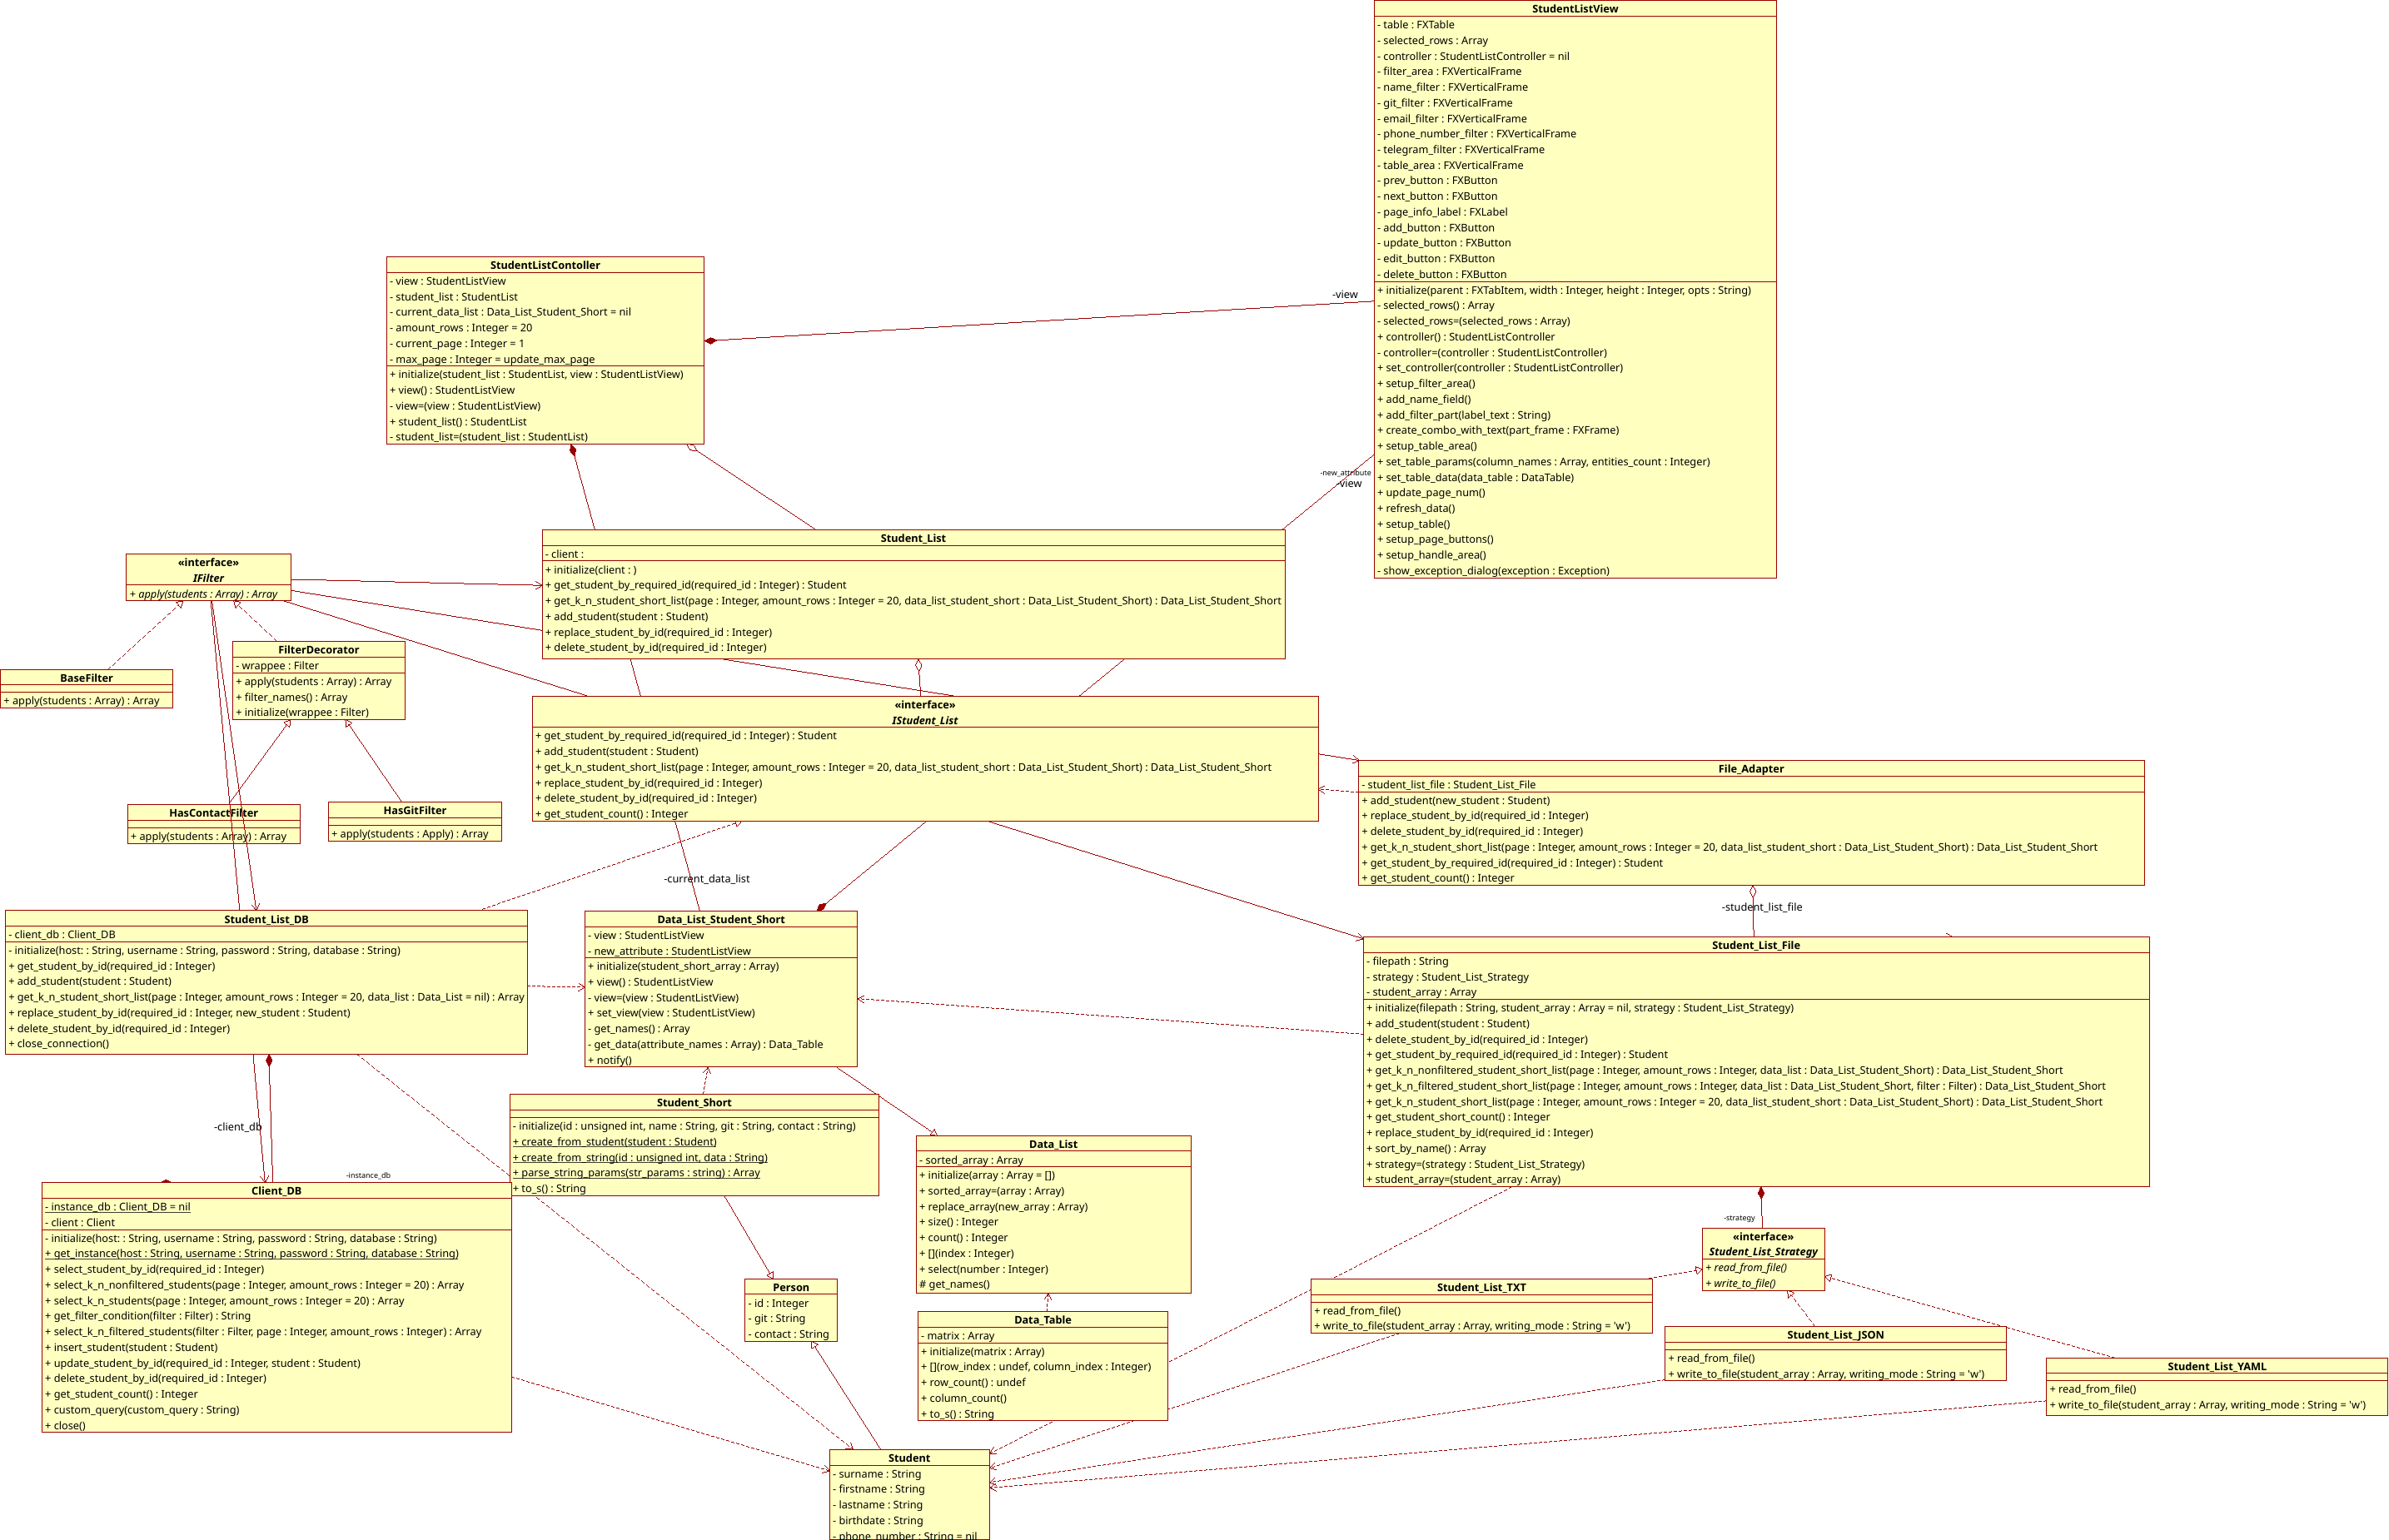 StudentListView
- table : FXTable
- selected_rows : Array
- controller : StudentListController = nil
- filter_area : FXVerticalFrame
- name_filter : FXVerticalFrame
- git_filter : FXVerticalFrame
- email_filter : FXVerticalFrame
- phone_number_filter : FXVerticalFrame
- telegram_filter : FXVerticalFrame
- table_area : FXVerticalFrame
- prev_button : FXButton
- next_button : FXButton
- page_info_label : FXLabel
- add_button : FXButton
- update_button : FXButton
- edit_button : FXButton
- delete_button : FXButton
+ initialize(parent : FXTabItem, width : Integer, height : Integer, opts : String)
- selected_rows() : Array
- selected_rows=(selected_rows : Array)
+ controller() : StudentListController
- controller=(controller : StudentListController)
+ set_controller(controller : StudentListController)
+ setup_filter_area()
+ add_name_field()
+ add_filter_part(label_text : String)
+ create_combo_with_text(part_frame : FXFrame)
+ setup_table_area()
+ set_table_params(column_names : Array, entities_count : Integer)
+ set_table_data(data_table : DataTable)
+ update_page_num()
+ refresh_data()
+ setup_table()
+ setup_page_buttons()
+ setup_handle_area()
- show_exception_dialog(exception : Exception)
StudentListContoller
- view : StudentListView
- student_list : StudentList
- current_data_list : Data_List_Student_Short = nil
- amount_rows : Integer = 20
- current_page : Integer = 1
- max_page : Integer = update_max_page
+ initialize(student_list : StudentList, view : StudentListView)
+ view() : StudentListView
- view=(view : StudentListView)
+ student_list() : StudentList
- student_list=(student_list : StudentList)
-view
-new_attribute
-view
Student_List
- client :
+ initialize(client : )
+ get_student_by_required_id(required_id : Integer) : Student
+ get_k_n_student_short_list(page : Integer, amount_rows : Integer = 20, data_list_student_short : Data_List_Student_Short) : Data_List_Student_Short
+ add_student(student : Student)
+ replace_student_by_id(required_id : Integer)
+ delete_student_by_id(required_id : Integer)
«interface»
IFilter
+ apply(students : Array) : Array
FilterDecorator
- wrappee : Filter
+ apply(students : Array) : Array
+ filter_names() : Array
+ initialize(wrappee : Filter)
BaseFilter
+ apply(students : Array) : Array
HasContactFilter
+ apply(students : Array) : Array
HasGitFilter
+ apply(students : Apply) : Array
«interface»
IStudent_List
+ get_student_by_required_id(required_id : Integer) : Student
+ add_student(student : Student)
+ get_k_n_student_short_list(page : Integer, amount_rows : Integer = 20, data_list_student_short : Data_List_Student_Short) : Data_List_Student_Short
+ replace_student_by_id(required_id : Integer)
+ delete_student_by_id(required_id : Integer)
+ get_student_count() : Integer
File_Adapter
- student_list_file : Student_List_File
+ add_student(new_student : Student)
+ replace_student_by_id(required_id : Integer)
+ delete_student_by_id(required_id : Integer)
+ get_k_n_student_short_list(page : Integer, amount_rows : Integer = 20, data_list_student_short : Data_List_Student_Short) : Data_List_Student_Short
+ get_student_by_required_id(required_id : Integer) : Student
+ get_student_count() : Integer
-current_data_list
-student_list_file
Student_List_DB
- client_db : Client_DB
- initialize(host: : String, username : String, password : String, database : String)
+ get_student_by_id(required_id : Integer)
+ add_student(student : Student)
+ get_k_n_student_short_list(page : Integer, amount_rows : Integer = 20, data_list : Data_List = nil) : Array
+ replace_student_by_id(required_id : Integer, new_student : Student)
+ delete_student_by_id(required_id : Integer)
+ close_connection()
Data_List_Student_Short
- view : StudentListView
- new_attribute : StudentListView
+ initialize(student_short_array : Array)
+ view() : StudentListView
- view=(view : StudentListView)
+ set_view(view : StudentListView)
- get_names() : Array
- get_data(attribute_names : Array) : Data_Table
+ notify()
Student_List_File
- filepath : String
- strategy : Student_List_Strategy
- student_array : Array
+ initialize(filepath : String, student_array : Array = nil, strategy : Student_List_Strategy)
+ add_student(student : Student)
+ delete_student_by_id(required_id : Integer)
+ get_student_by_required_id(required_id : Integer) : Student
+ get_k_n_nonfiltered_student_short_list(page : Integer, amount_rows : Integer, data_list : Data_List_Student_Short) : Data_List_Student_Short
+ get_k_n_filtered_student_short_list(page : Integer, amount_rows : Integer, data_list : Data_List_Student_Short, filter : Filter) : Data_List_Student_Short
+ get_k_n_student_short_list(page : Integer, amount_rows : Integer = 20, data_list_student_short : Data_List_Student_Short) : Data_List_Student_Short
+ get_student_short_count() : Integer
+ replace_student_by_id(required_id : Integer)
+ sort_by_name() : Array
+ strategy=(strategy : Student_List_Strategy)
+ student_array=(student_array : Array)
Student_Short
- initialize(id : unsigned int, name : String, git : String, contact : String)
+ create_from_student(student : Student)
+ create_from_string(id : unsigned int, data : String)
+ parse_string_params(str_params : string) : Array
+ to_s() : String
-client_db
-instance_db
Client_DB
- instance_db : Client_DB = nil
- client : Client
- initialize(host: : String, username : String, password : String, database : String)
+ get_instance(host : String, username : String, password : String, database : String)
+ select_student_by_id(required_id : Integer)
+ select_k_n_nonfiltered_students(page : Integer, amount_rows : Integer = 20) : Array
+ select_k_n_students(page : Integer, amount_rows : Integer = 20) : Array
+ get_filter_condition(filter : Filter) : String
+ select_k_n_filtered_students(filter : Filter, page : Integer, amount_rows : Integer) : Array
+ insert_student(student : Student)
+ update_student_by_id(required_id : Integer, student : Student)
+ delete_student_by_id(required_id : Integer)
+ get_student_count() : Integer
+ custom_query(custom_query : String)
+ close()
Data_List
- sorted_array : Array
+ initialize(array : Array = [])
+ sorted_array=(array : Array)
+ replace_array(new_array : Array)
+ size() : Integer
+ count() : Integer
+ [](index : Integer)
+ select(number : Integer)
# get_names()
Person
- id : Integer
- git : String
- contact : String
Data_Table
- matrix : Array
+ initialize(matrix : Array)
+ [](row_index : undef, column_index : Integer)
+ row_count() : undef
+ column_count()
+ to_s() : String
-strategy
«interface»
Student_List_Strategy
+ read_from_file()
+ write_to_file()
Student_List_TXT
+ read_from_file()
+ write_to_file(student_array : Array, writing_mode : String = 'w')
Student_List_JSON
+ read_from_file()
+ write_to_file(student_array : Array, writing_mode : String = 'w')
Student_List_YAML
+ read_from_file()
+ write_to_file(student_array : Array, writing_mode : String = 'w')
Student
- surname : String
- firstname : String
- lastname : String
- birthdate : String
- phone_number : String = nil